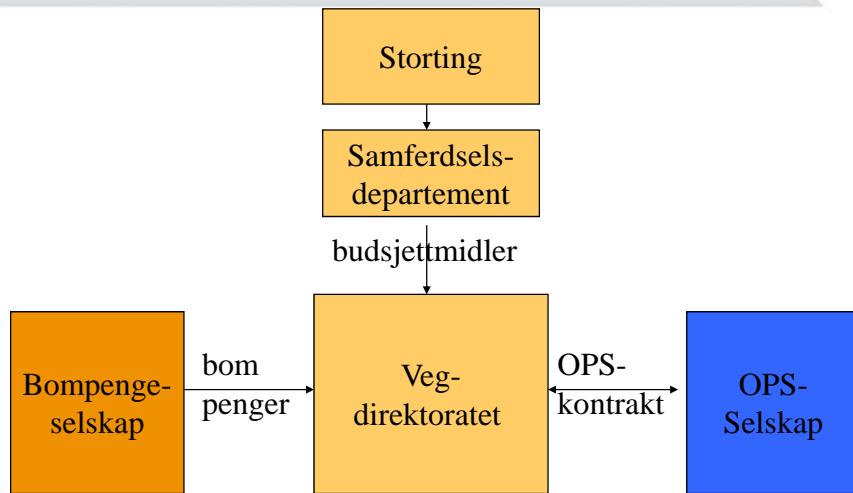 Storting
Samferdsels-
departement
budsjettmidler
Bompenge-
selskap
bom
penger
Veg-
direktoratet
OPS-
kontrakt
OPS-
Selskap